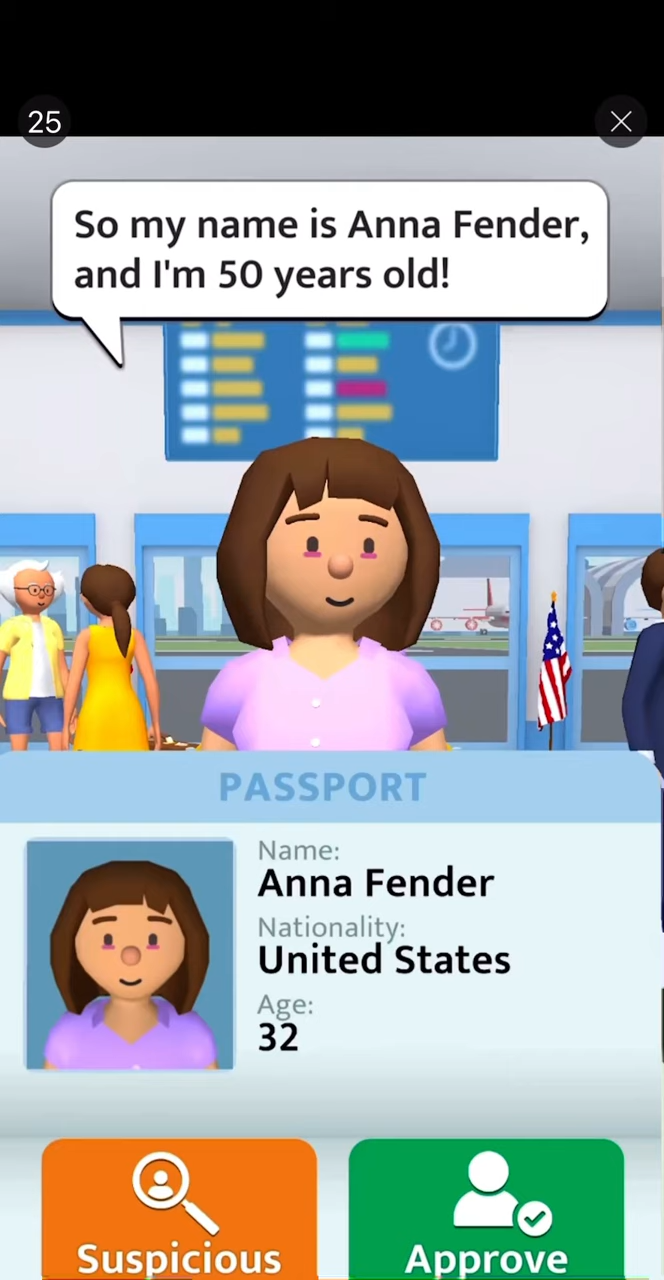 25
So my name is Anna Fender,
and I'm 50 years old!
PASSPORT
Name:
Anna Fender
Nationality:
United States
Age:
32
Suspicious
Approve